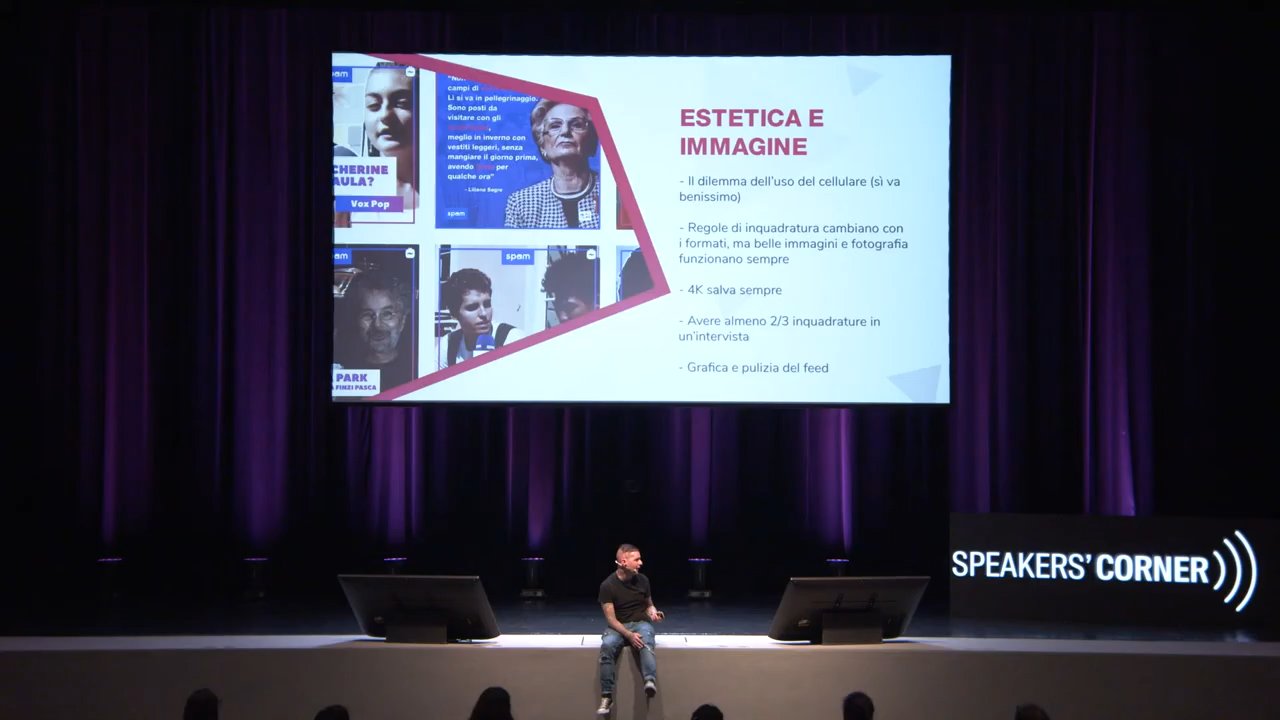 spam
CHERINE
AULA?
Vox Pop
campi di
Li si va in pellegrinaggio.
Sono posti da
visitare con gli
meglio in inverno con
vestiti leggeri, senza
mangiare il giorno prima,
avendo per
qualche ora"
- Liliana Segre
spam
spam
PARK
FINZI PASCA
ESTETICA E
IMMAGINE
- Il dilemma dell'uso del cellulare (sì va
benissimo)
- Regole di inquadratura cambiano con
i formati, ma belle immagini e fotografia
funzionano sempre
- 4K salva sempre
- Avere almeno 2/3 inquadrature in
un'intervista
- Grafica e pulizia del feed
SPEAKERS' CORNER